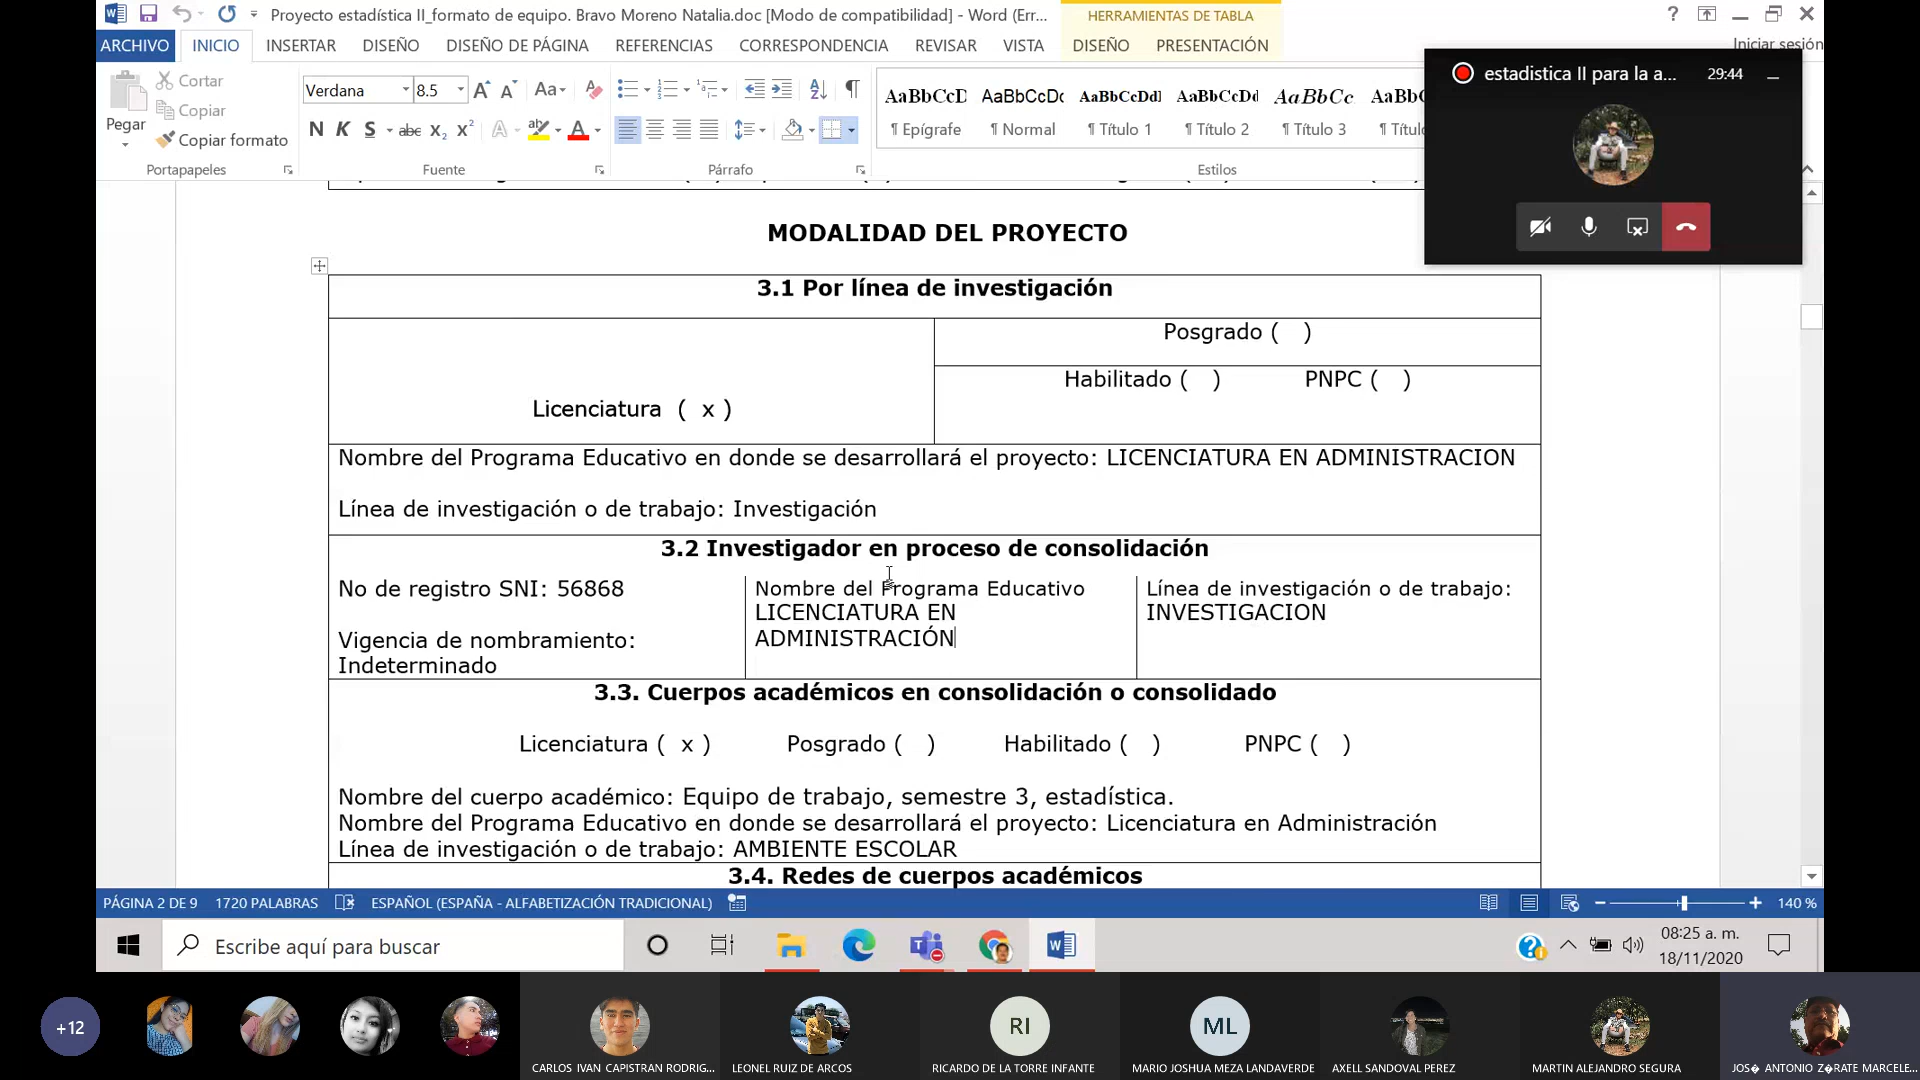 Proyecto estadística II_formato de equipo. Bravo Moreno Natalia.doc [Modo de compatibilidad] - Word (Err...
HERRAMIENTAS DE TABLA
?
ARCHIVO INICIO INSERTAR DISEÑO DISEÑO DE PÁGINA REFERENCIAS CORRESPONDENCIA REVISAR VISTA DISEÑO PRESENTACIÓN
Iniciar sesión
Pegar
Cortar
Copiar
Copiar formato
Portapapeles
Verdana 8.5
N K S abc X₂ X²
Fuente
Párrafo
AaBbCcD AaBbCcDc AaBbCcDdI AaBbCcDd AaBbCc AaBbC
¶ Epígrafe ¶ Normal ¶ Título 1 ¶ Título 2 ¶ Título 3 ¶ Títu
Estilos
estadistica II para la a... 29:44
MODALIDAD DEL PROYECTO
3.1 Por línea de investigación
Posgrado ( )
Habilitado ( ) PNPC ( )
Licenciatura ( x )
Nombre del Programa Educativo en donde se desarrollará el proyecto: LICENCIATURA EN ADMINISTRACION
Línea de investigación o de trabajo: Investigación
3.2 Investigador en proceso de consolidación
No de registro SNI: 56868
Vigencia de nombramiento:
Indeterminado
Nombre del Programa Educativo
LICENCIATURA EN
ADMINISTRACIÓN
Línea de investigación o de trabajo:
INVESTIGACION
3.3. Cuerpos académicos en consolidación o consolidado
Licenciatura ( x ) Posgrado ( ) Habilitado ( ) PNPC ( )
Nombre del cuerpo académico: Equipo de trabajo, semestre 3, estadística.
Nombre del Programa Educativo en donde se desarrollará el proyecto: Licenciatura en Administración
Línea de investigación o de trabajo: AMBIENTE ESCOLAR
3.4. Redes de cuerpos académicos
PÁGINA 2 DE 9 1720 PALABRAS ESPAÑOL (ESPAÑA - ALFABETIZACIÓN TRADICIONAL) 140 %
Escribe aquí para buscar
08:25 a. m.
18/11/2020
+12
RI
ML
CARLOS IVAN CAPISTRAN RODRIG...
LEONEL RUIZ DE ARCOS
RICARDO DE LA TORRE INFANTE
MARIO JOSHUA MEZA LANDAVERDE
AXELL SANDOVAL PEREZ
MARTIN ALEJANDRO SEGURA
JOS� ANTONIO Z�RATE MARCELE...